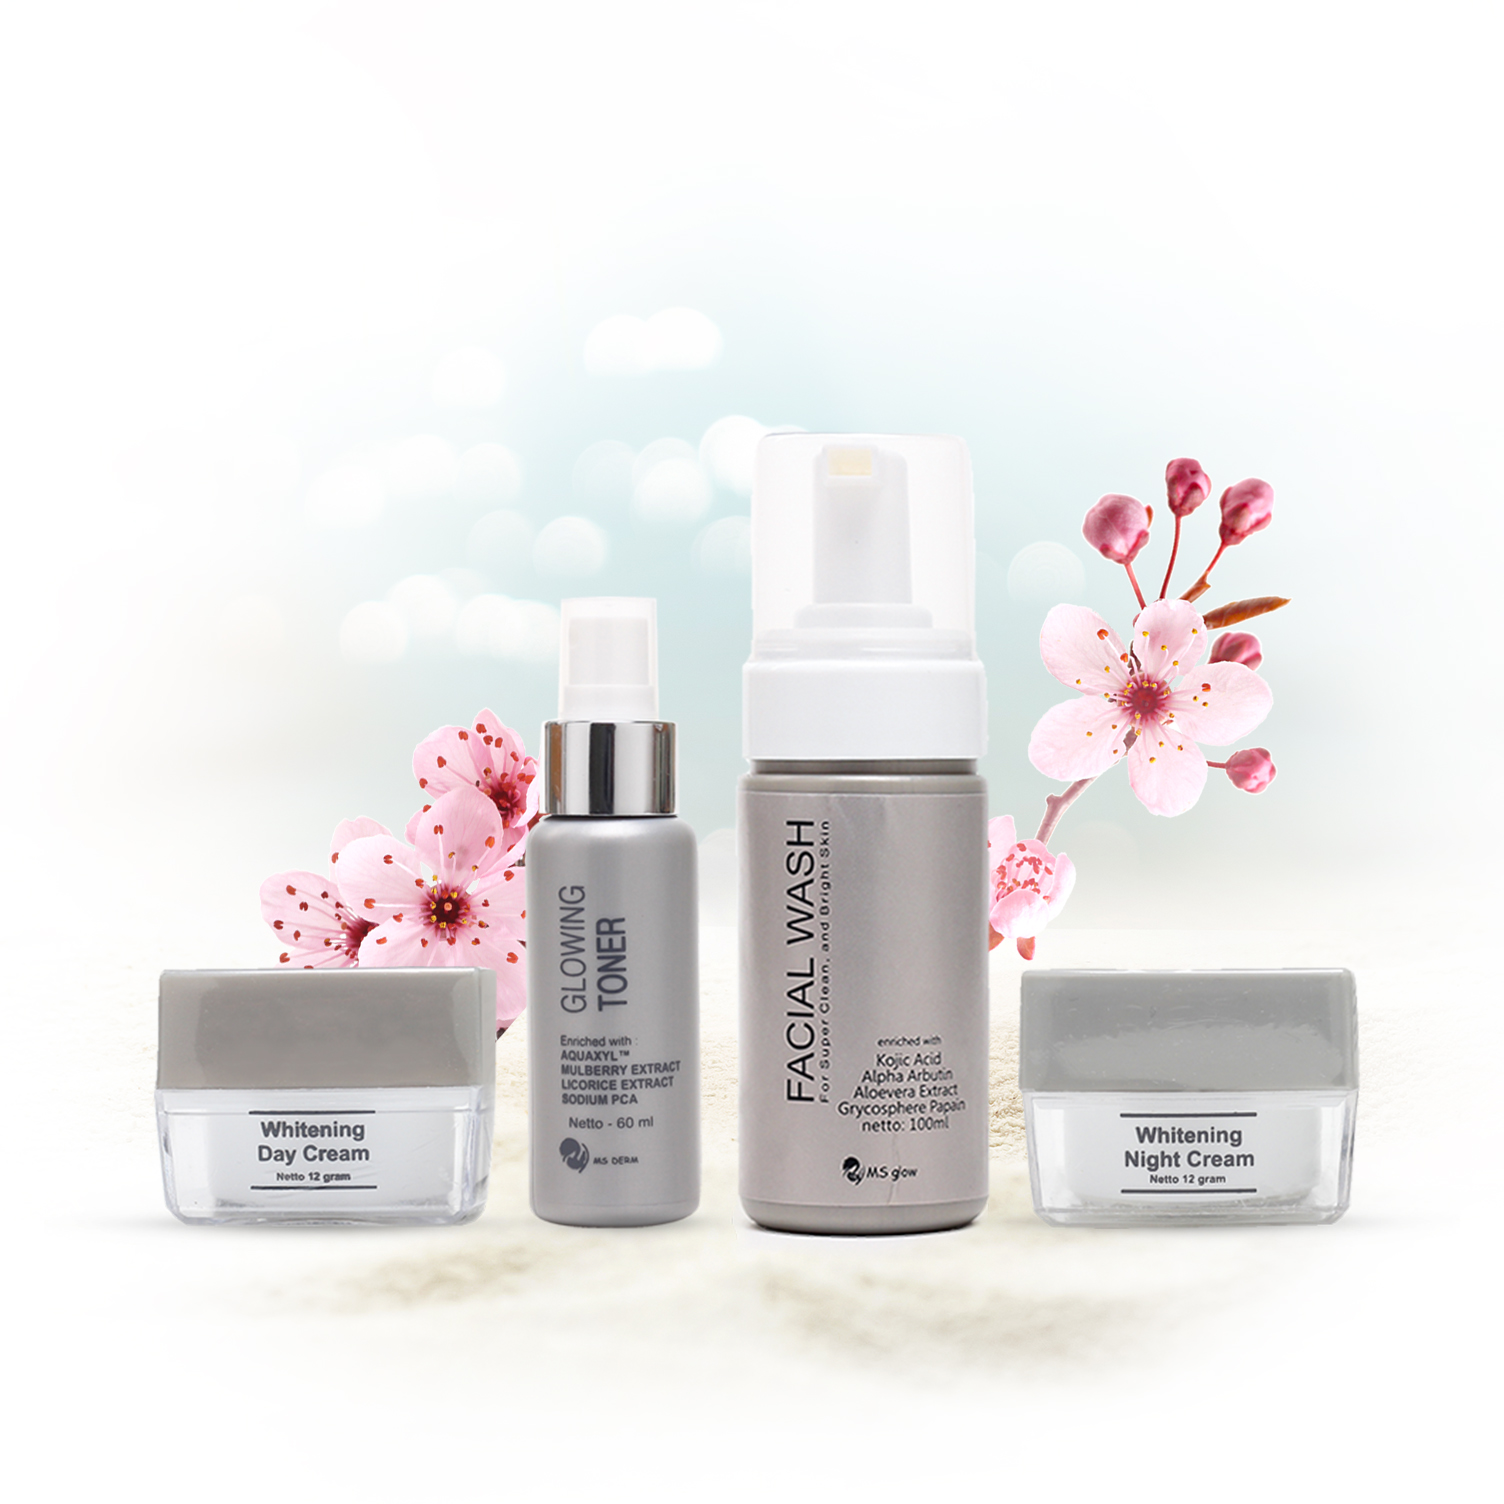 Whitening
Day Cream
Netto 12 gram
GLOWING
TONER
Enriched with :
AQUAXYL™
MULBERRY EXTRACT
LICORICE EXTRACT
SODIUM PCA
Netto - 60 ml
MS DERM
FACIAL WASH
For Super Clean, and Bright Skin
enriched with
Kojic Acid
Alpha Arbutin
Aloevera Extract
Grycosphere Papain
netto: 100ml
MS glow
Whitening
Night Cream
Netto 12 gram